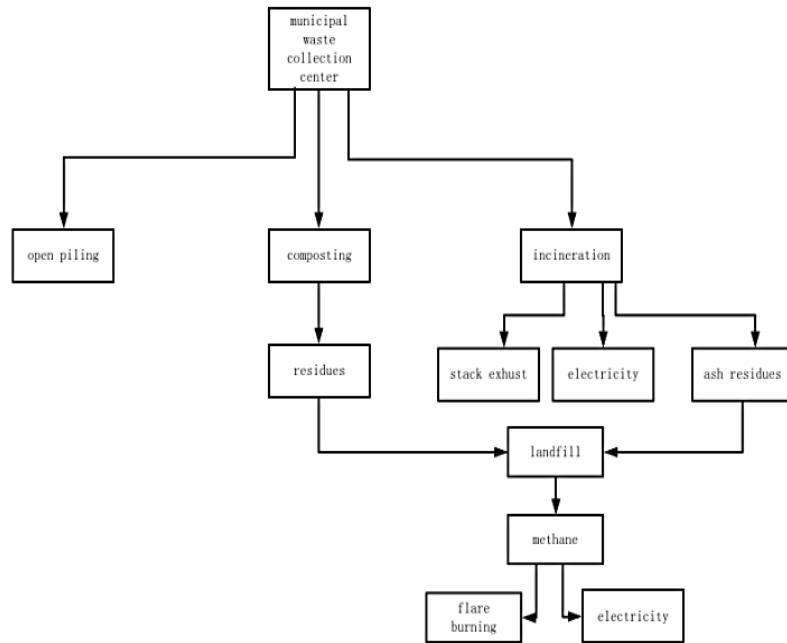 municipal
waste
collection
center
open piling
composting
incineration
residues
stack exhust
electricity
ash residues
landfill
methane
flare
burning
electricity